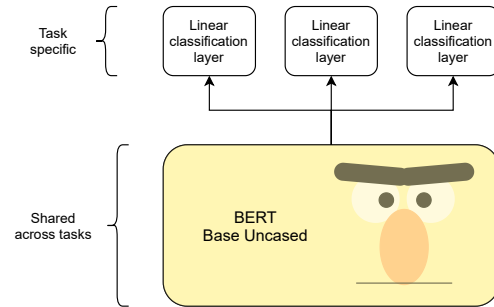 Task
specific
Linear
classification
layer
Linear
classification
layer
Linear
classification
layer
Shared
across tasks
BERT
Base Uncased